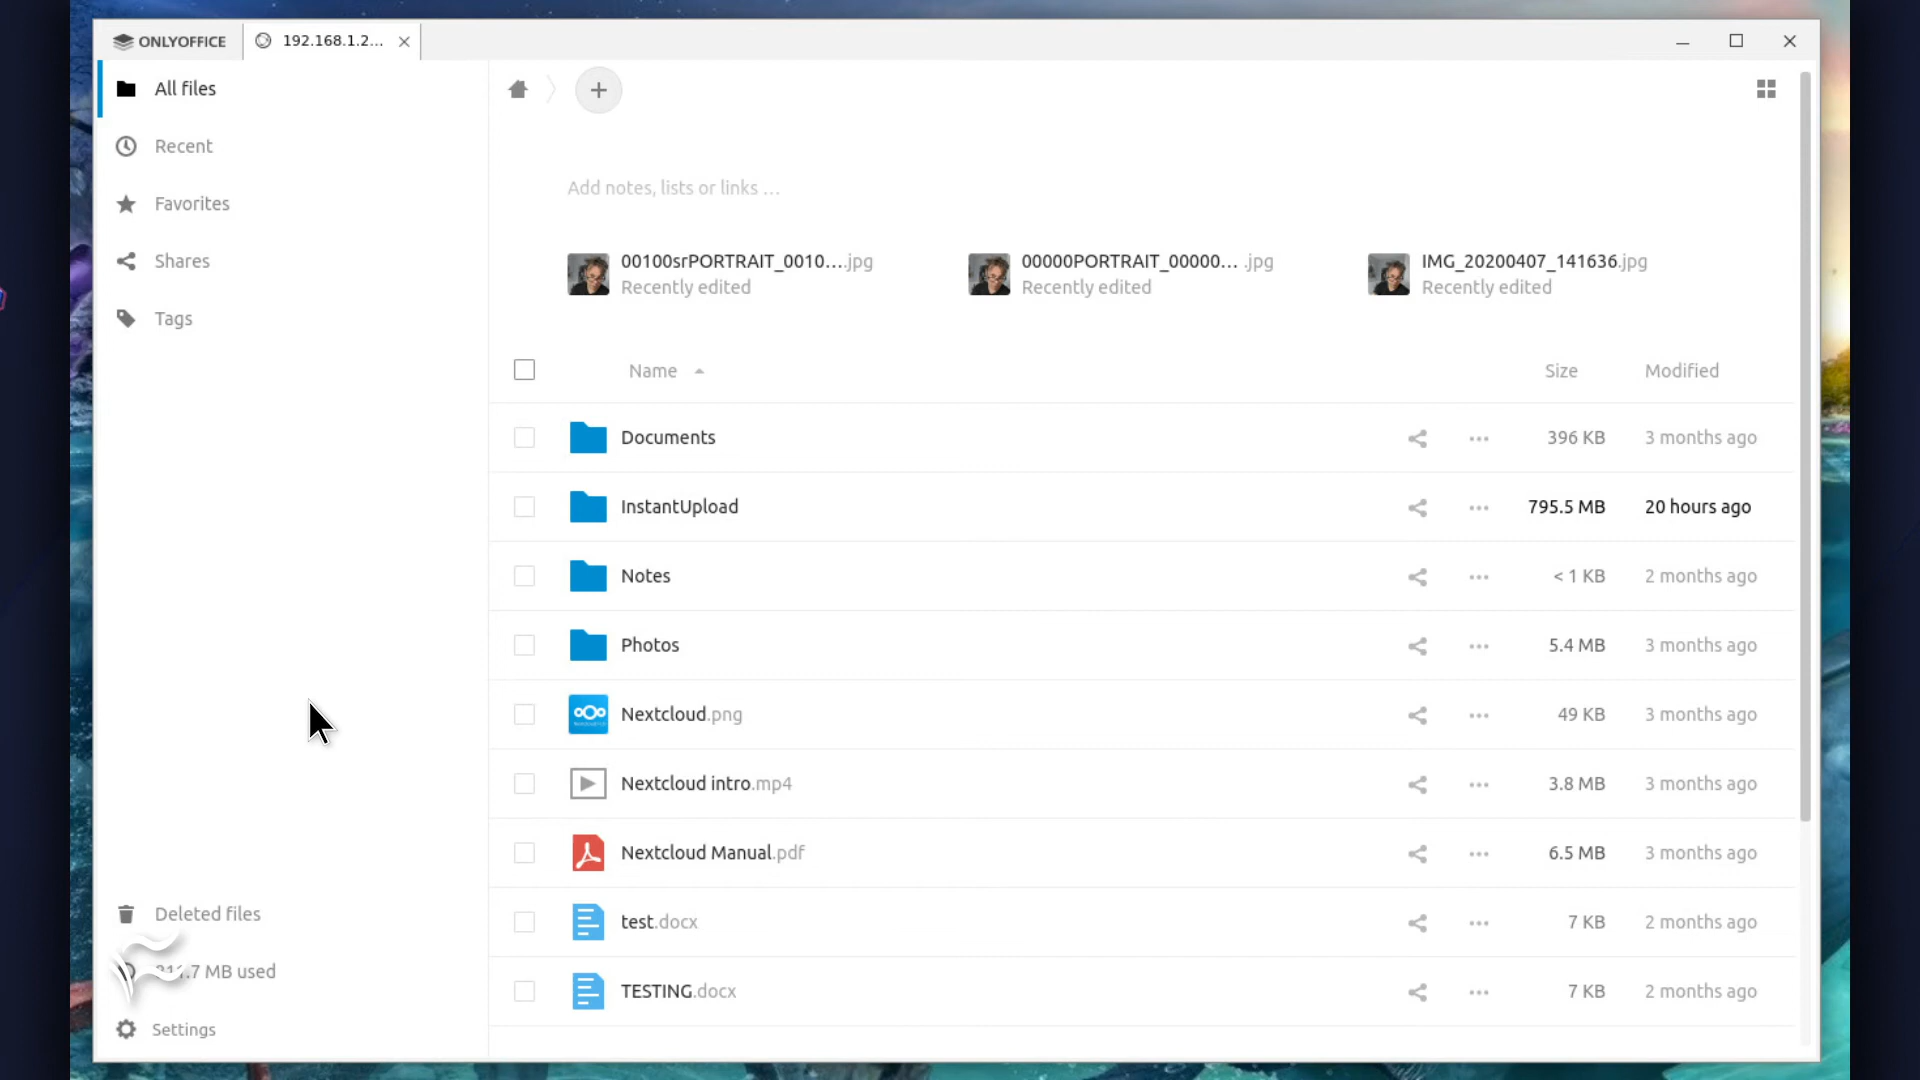 ONLYOFFICE
192.168.1.2...
All files
Recent
Favorites
Shares
Tags
Add notes, lists or links ...
00100srPORTRAIT_0010....jpg
Recently edited
00000PORTRAIT_00000... .jpg
Recently edited
IMG_20200407_141636.jpg
Recently edited
Name Size Modified
Documents 396 KB 3 months ago
InstantUpload 795.5 MB 20 hours ago
Notes < 1 KB 2 months ago
Photos 5.4 MB 3 months ago
Nextcloud.png 49 KB 3 months ago
Nextcloud intro.mp4 3.8 MB 3 months ago
Nextcloud Manual.pdf 6.5 MB 3 months ago
test.docx 7 KB 2 months ago
TESTING.docx 7 KB 2 months ago
Deleted files
MB used
Settings